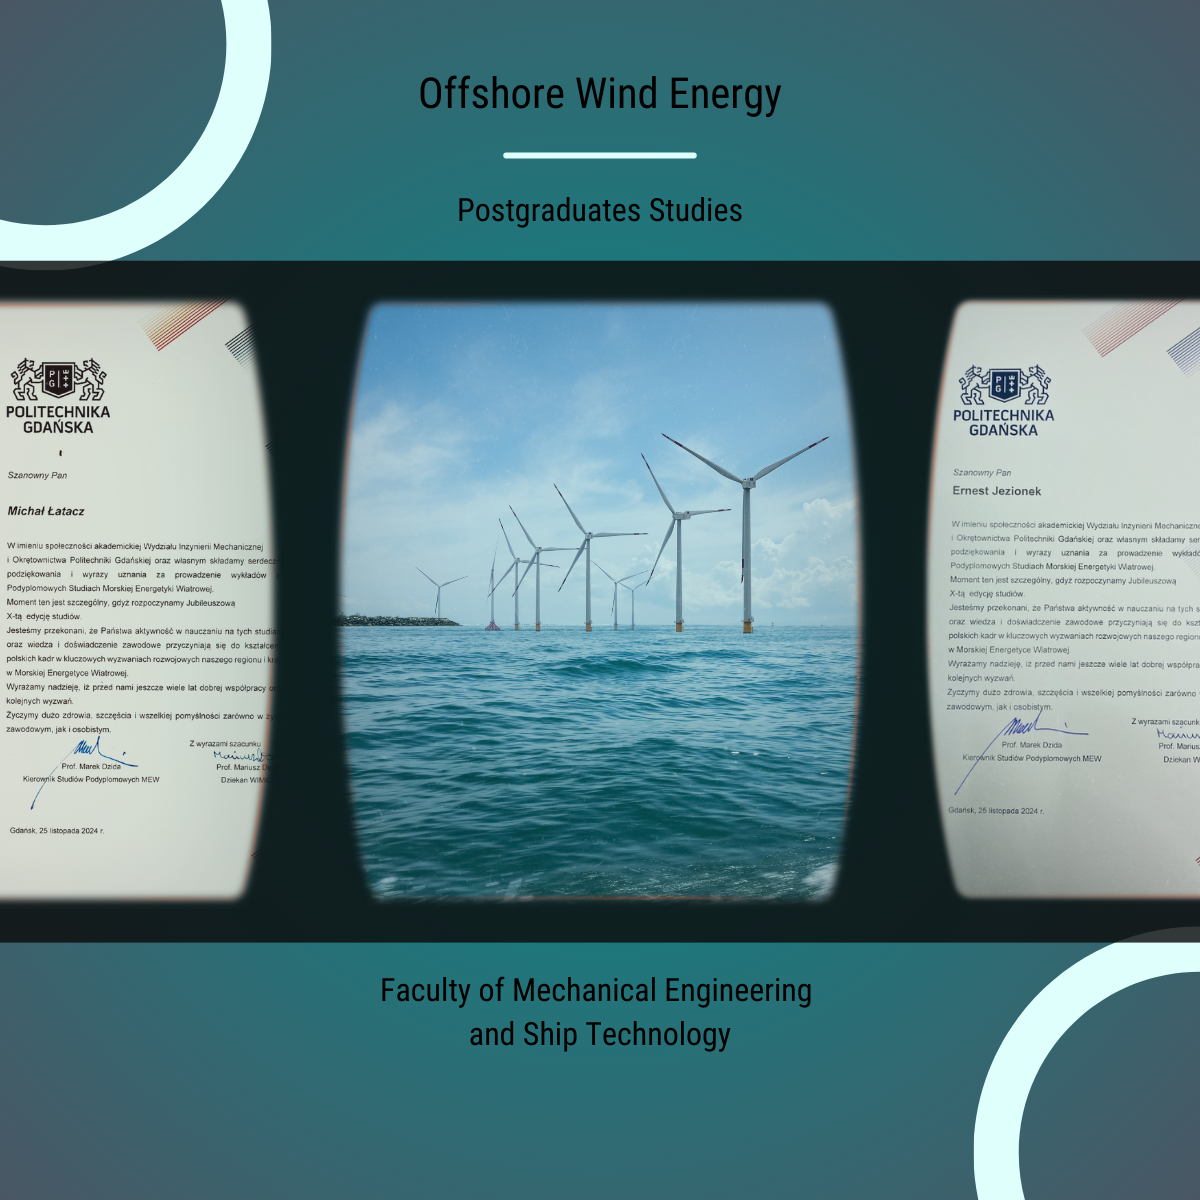 Offshore Wind Energy
Postgraduates Studies
P G
POLITECHNIKA
GDAŃSKA
Szanowny Pan
Michał Łatacz
W imieniu społeczności akademickiej Wydziału Inżynierii Mechanicznej
i Okrętownictwa Politechniki Gdańskiej oraz własnym składamy
podziękowania i wyrazy uznania za prowadzenie wykładów
Podyplomowych Studiach Morskiej Energetyki Wiatrowej.
Moment ten jest szczególny, gdyż rozpoczynamy Jubileuszową
X-tą edycję studiów.
Jesteśmy przekonani, że Państwa aktywność w nauczaniu na tych
oraz wiedza i doświadczenie zawodowe przyczyniają się do
polskich kadr w kluczowych wyzwaniach rozwojowych naszego regionu i
w Morskiej Energetyce Wiatrowej.
Wyrażamy nadzieję, iż przed nami jeszcze wiele lat dobrej współpracy
kolejnych wyzwań.
Życzymy dużo zdrowia, szczęścia i wszelkiej pomyślności zarówno w
zawodowym, jak i osobistym.
Z wyrazami szacunku
Prof. Marek Dzida
Prof. Mariusz
Kierownik Studiów Podyplomowych MEW
Dziekan
Gdańsk, 25 listopada 2024 r.
P G
POLITECHNIKA
GDAŃSKA
Szanowny Pan
Ernest Jezionek
W imieniu społeczności akademickiej Wydziału Inżynierii
i Okrętownictwa Politechniki Gdańskiej oraz własnym składamy
podziękowania i wyrazy uznania za prowadzenie
Podyplomowych Studiach Morskiej Energetyki Wiatrowej.
Moment ten jest szczególny, gdyż rozpoczynamy Jubileuszową
X-tą edycję studiów.
Jesteśmy przekonani, że Państwa aktywność w nauczaniu na tych
oraz wiedza i doświadczenie zawodowe przyczyniają się do
polskich kadr w kluczowych wyzwaniach rozwojowych naszego regionu
w Morskiej Energetyce Wiatrowej.
Wyrażamy nadzieję, iż przed nami jeszcze wiele lat dobrej
kolejnych wyzwań.
Życzymy dużo zdrowia, szczęścia i wszelkiej pomyślności zarówno
zawodowym, jak i osobistym.
Z wyrazami
Prof. Marek Dzida
Prof.
Kierownik Studiów Podyplomowych MEW
Dziekan
Gdańsk, 25 listopada 2024 r.
Faculty of Mechanical Engineering
and Ship Technology